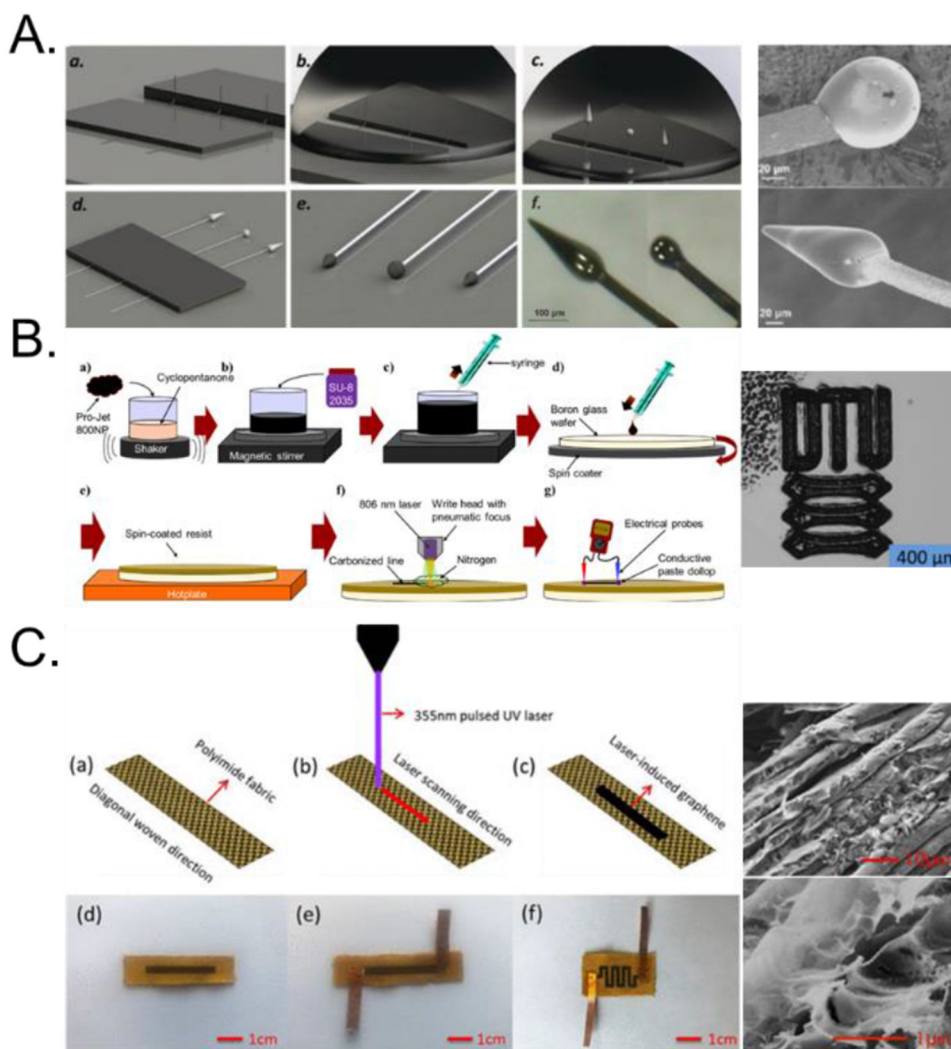 A.
a.
b.
c.
20 µm
d.
e.
f.
100 µm
20 µm
B.
a)
Cyclopentanone
Pro-Jet
800NP
Shaker
b)
SU-8
2035
Magnetic stirrer
c)
syringe
d)
Boron glass
wafer
Spin coater
e)
Spin-coated resist
Hotplate
f)
806 nm laser
Write head with
pneumatic focus
Carbonized line
Nitrogen
g)
Electrical probes
Conductive
paste dollop
400 µm
C.
355nm pulsed UV laser
(a)
Polyimide fabric
Diagonal woven direction
(b)
Laser scanning direction
(c)
Laser-induced graphene
10µm
(d)
1cm
(e)
1cm
(f)
1cm
1µm